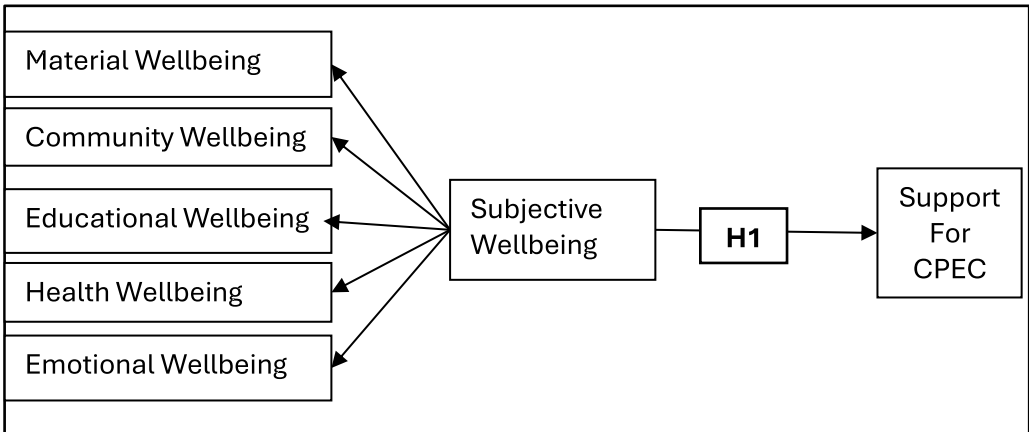 Material Wellbeing
Community Wellbeing
Educational Wellbeing
Health Wellbeing
Emotional Wellbeing
Subjective
Wellbeing
H1
Support
For
CPEC